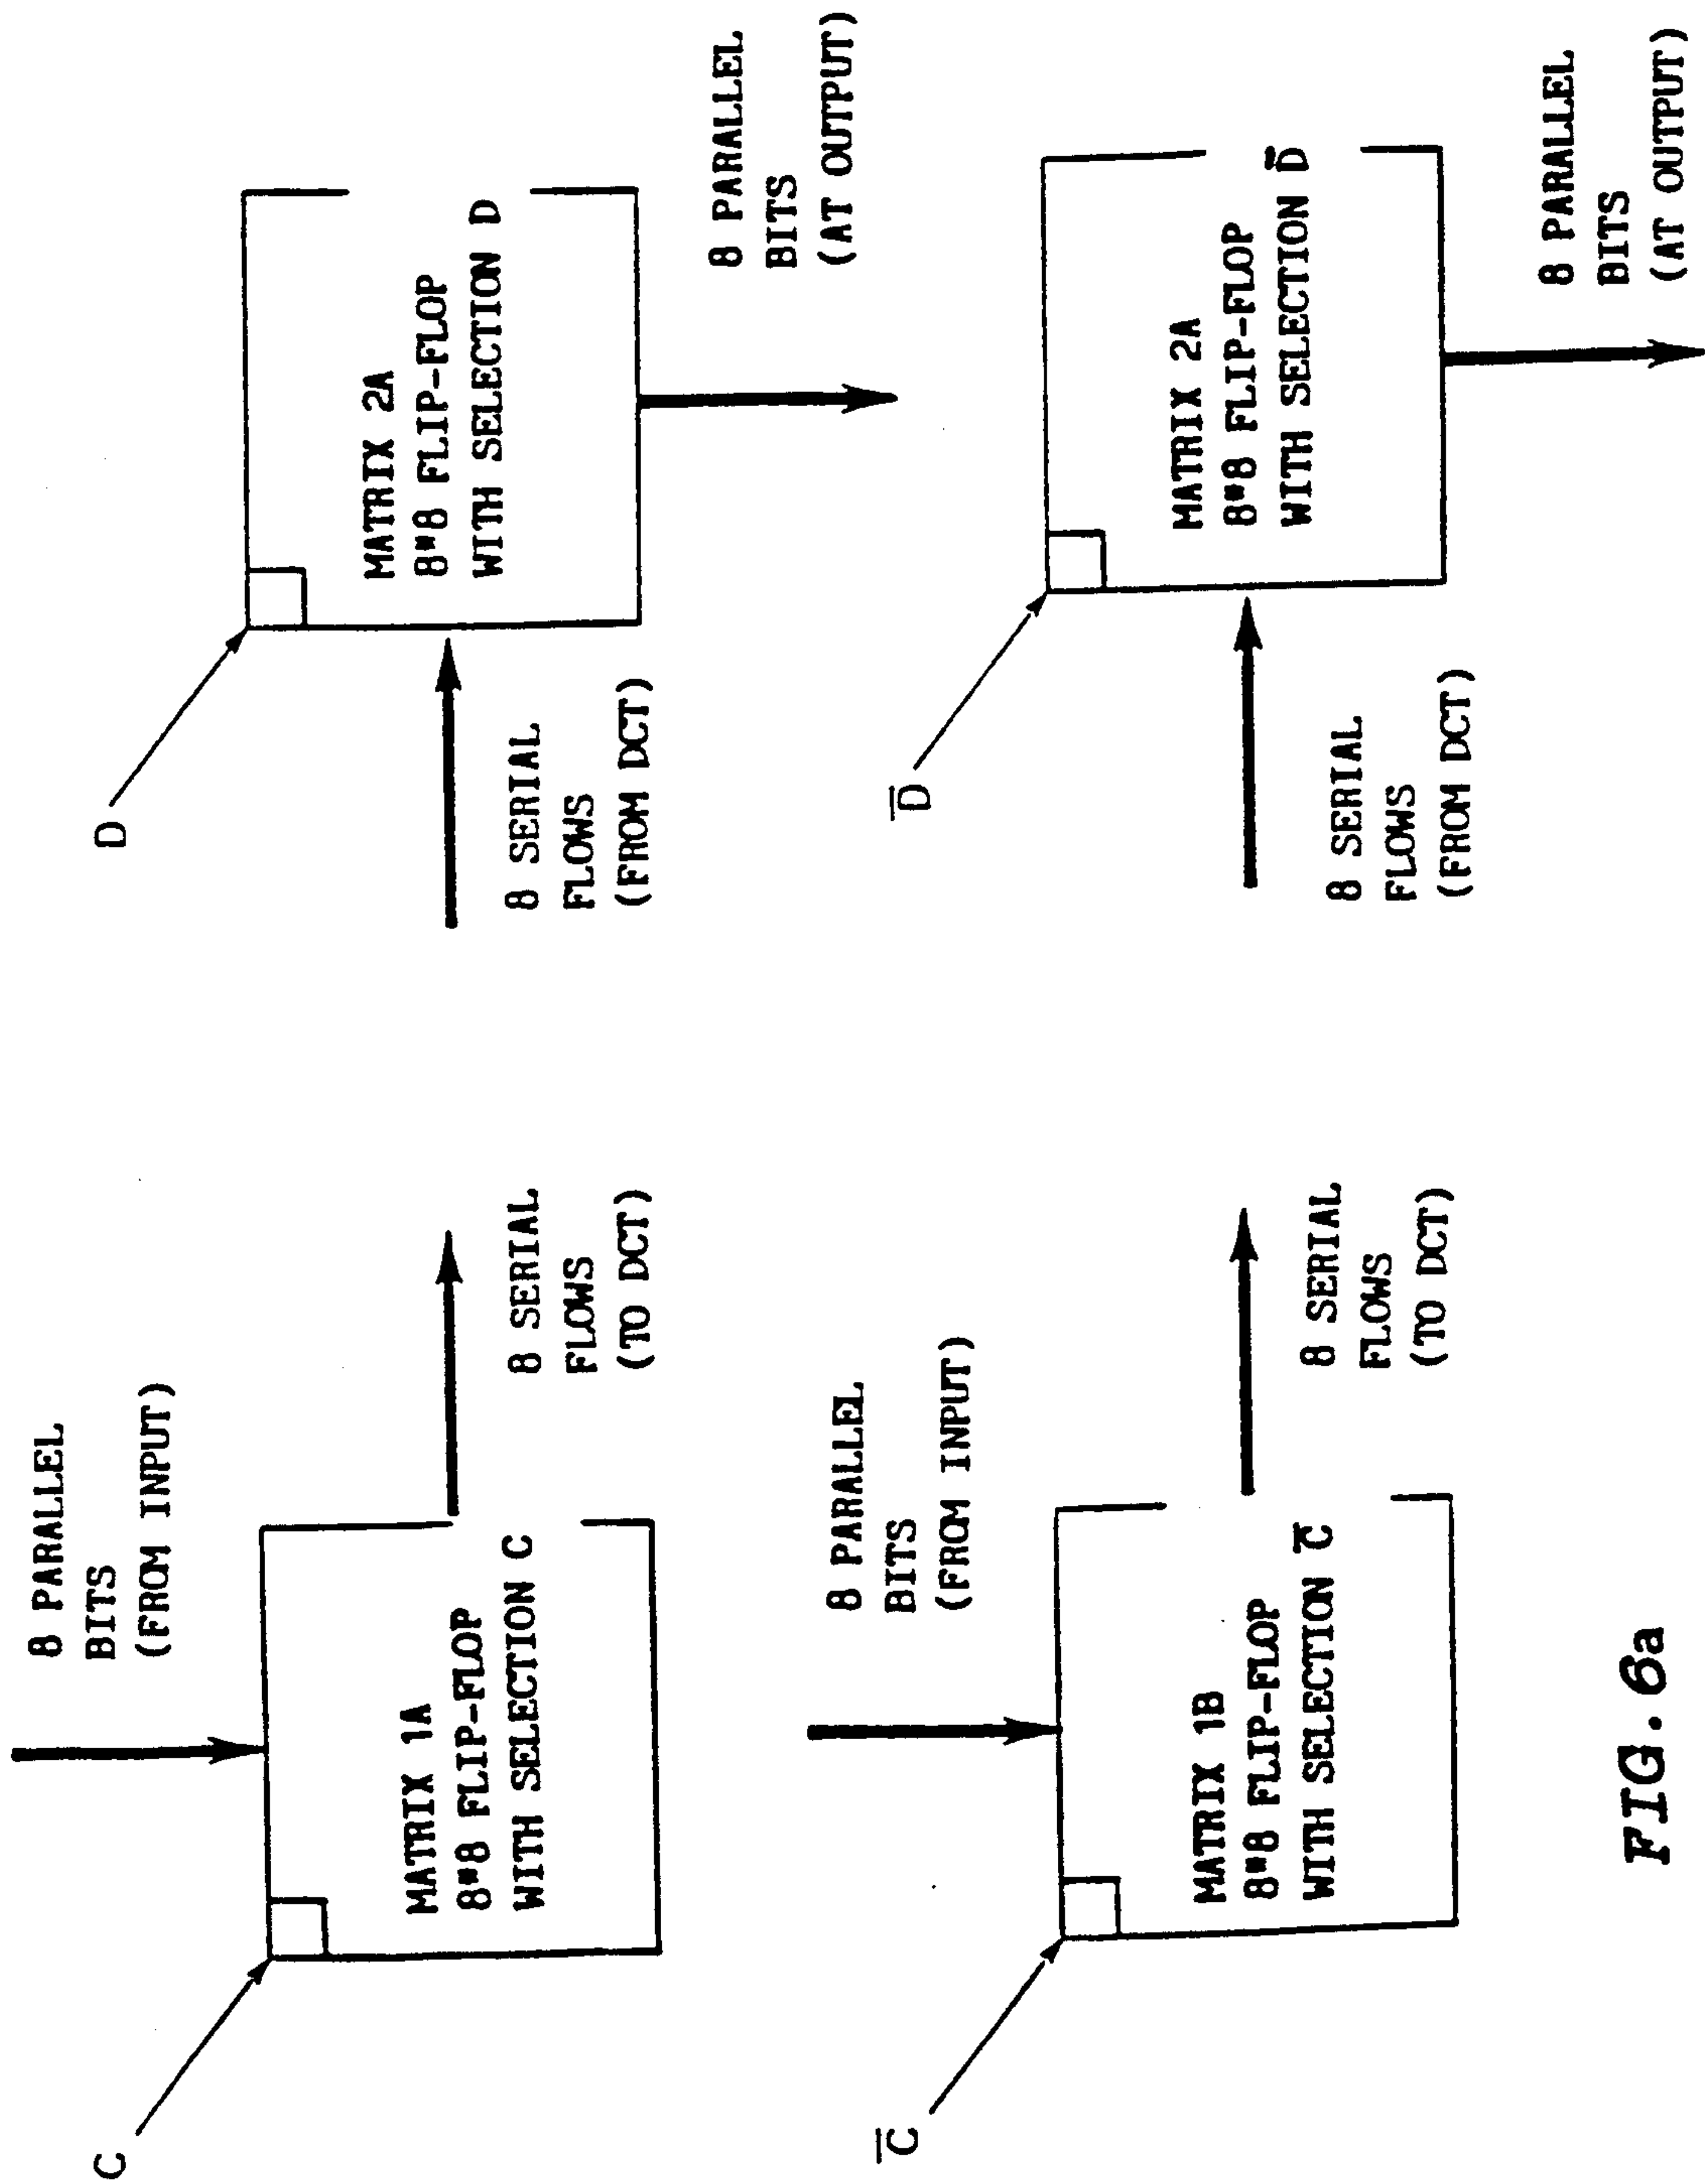 8 PARALLEL
BITS
(FROM INPUT)
C
MATRIX 1A
8*8 FLIP-FLOP
WITH SELECTION C
8 SERIAL
FLOWS
(TO DCT)
D
MATRIX 2A
8*8 FLIP-FLOP
WITH SELECTION D
8 SERIAL
FLOWS
(FROM DCT)
8 PARALLEL
BITS
(AT OUTPUT)
8 PARALLEL
BITS
(FROM INPUT)
C̅
MATRIX 1B
8*8 FLIP-FLOP
WITH SELECTION C̅
8 SERIAL
FLOWS
(TO DCT)
D̅
MATRIX 2A
8*8 FLIP-FLOP
WITH SELECTION D̅
8 SERIAL
FLOWS
(FROM DCT)
8 PARALLEL
BITS
(AT OUTPUT)
FIG. 6a